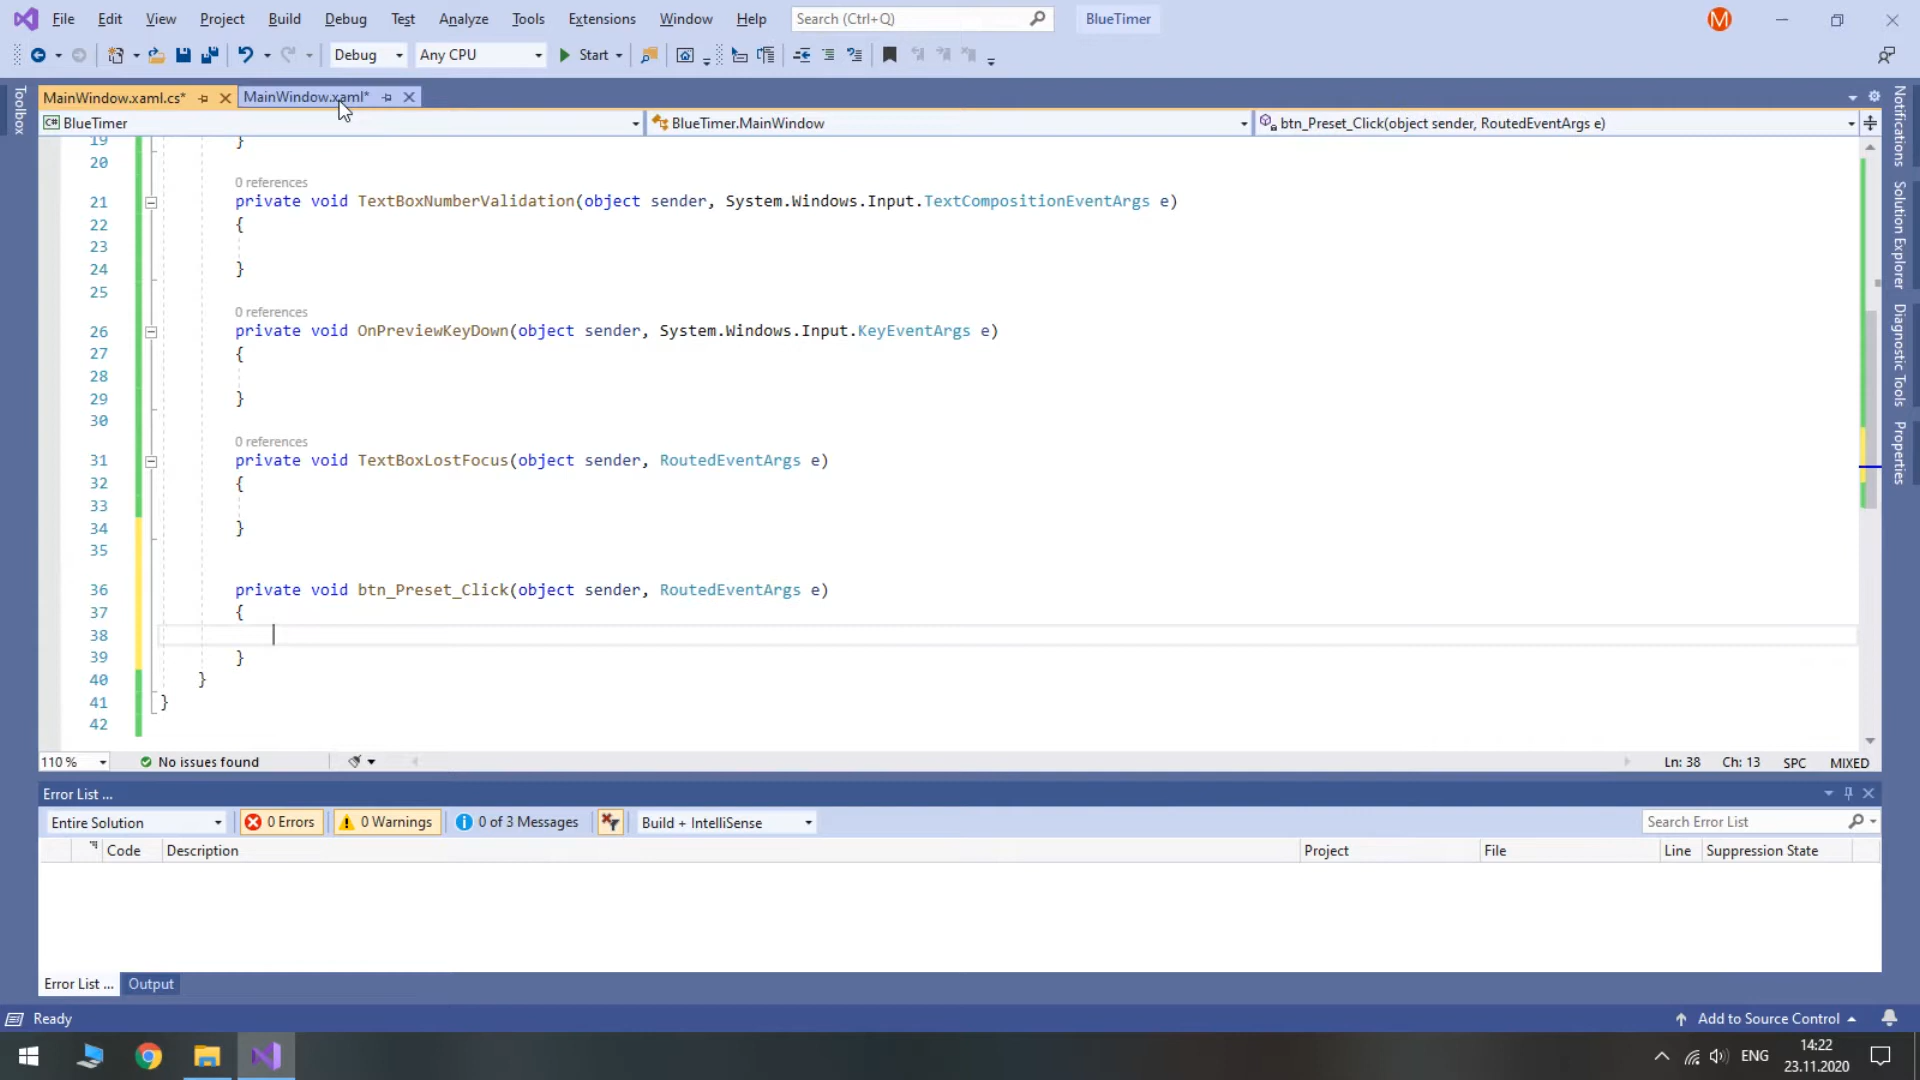 File Edit View Project Build Debug Test Analyze Tools Extensions Window Help Search (Ctrl+Q) BlueTimer M
Debug Any CPU Start
MainWindow.xaml.cs* MainWindow.xaml*
C# BlueTimer BlueTimer.MainWindow btn_Preset_Click(object sender, RoutedEventArgs e)
Toolbox
Notifications
Solution Explorer
Diagnostic Tools
Properties
19 }
20
0 references
21 private void TextBoxNumberValidation(object sender, System.Windows.Input.TextCompositionEventArgs e)
22 {
23
24 }
25
0 references
26 private void OnPreviewKeyDown(object sender, System.Windows.Input.KeyEventArgs e)
27 {
28
29 }
30
0 references
31 private void TextBoxLostFocus(object sender, RoutedEventArgs e)
32 {
33
34 }
35
36 private void btn_Preset_Click(object sender, RoutedEventArgs e)
37 {
38
39 }
40 }
41 }
42
110 % No issues found Ln: 38 Ch: 13 SPC MIXED
Error List ...
Entire Solution 0 Errors 0 Warnings 0 of 3 Messages Build + IntelliSense Search Error List
Code Description Project File Line Suppression State
Error List ... Output
Ready Add to Source Control
ENG 14:22
23.11.2020